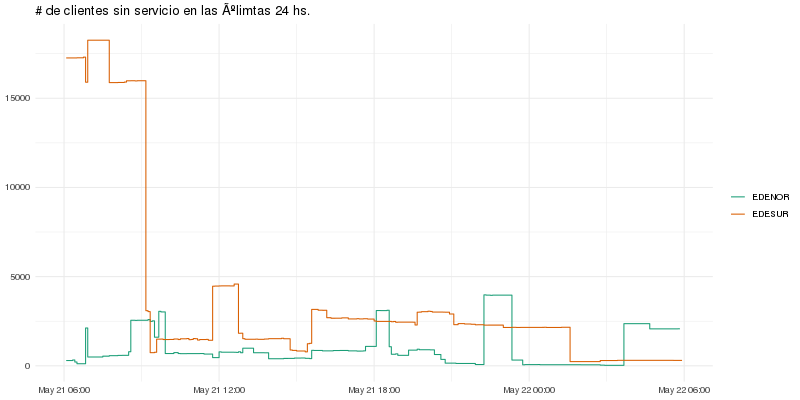 # de clientes sin servicio en las Ãºlimtas 24 hs.
15000
10000
5000
0
May 21 06:00 May 21 12:00 May 21 18:00 May 22 00:00 May 22 06:00
EDENOR
EDESUR